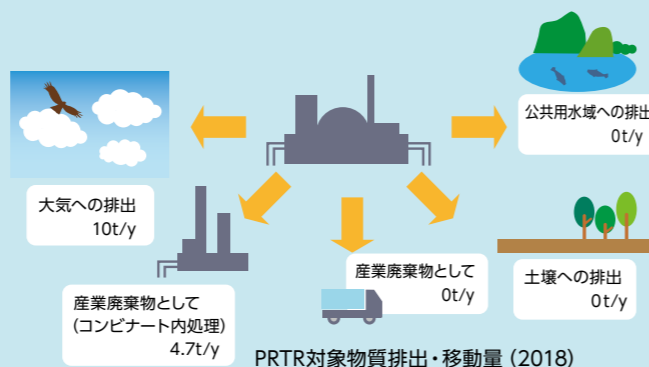 公共用水域への排出
0t/y
大気への排出
10t/y
産業廃棄物として
(コンビナート内処理)
4.7t/y
産業廃棄物として
0t/y
土壌への排出
0t/y
PRTR対象物質排出・移動量 (2018)